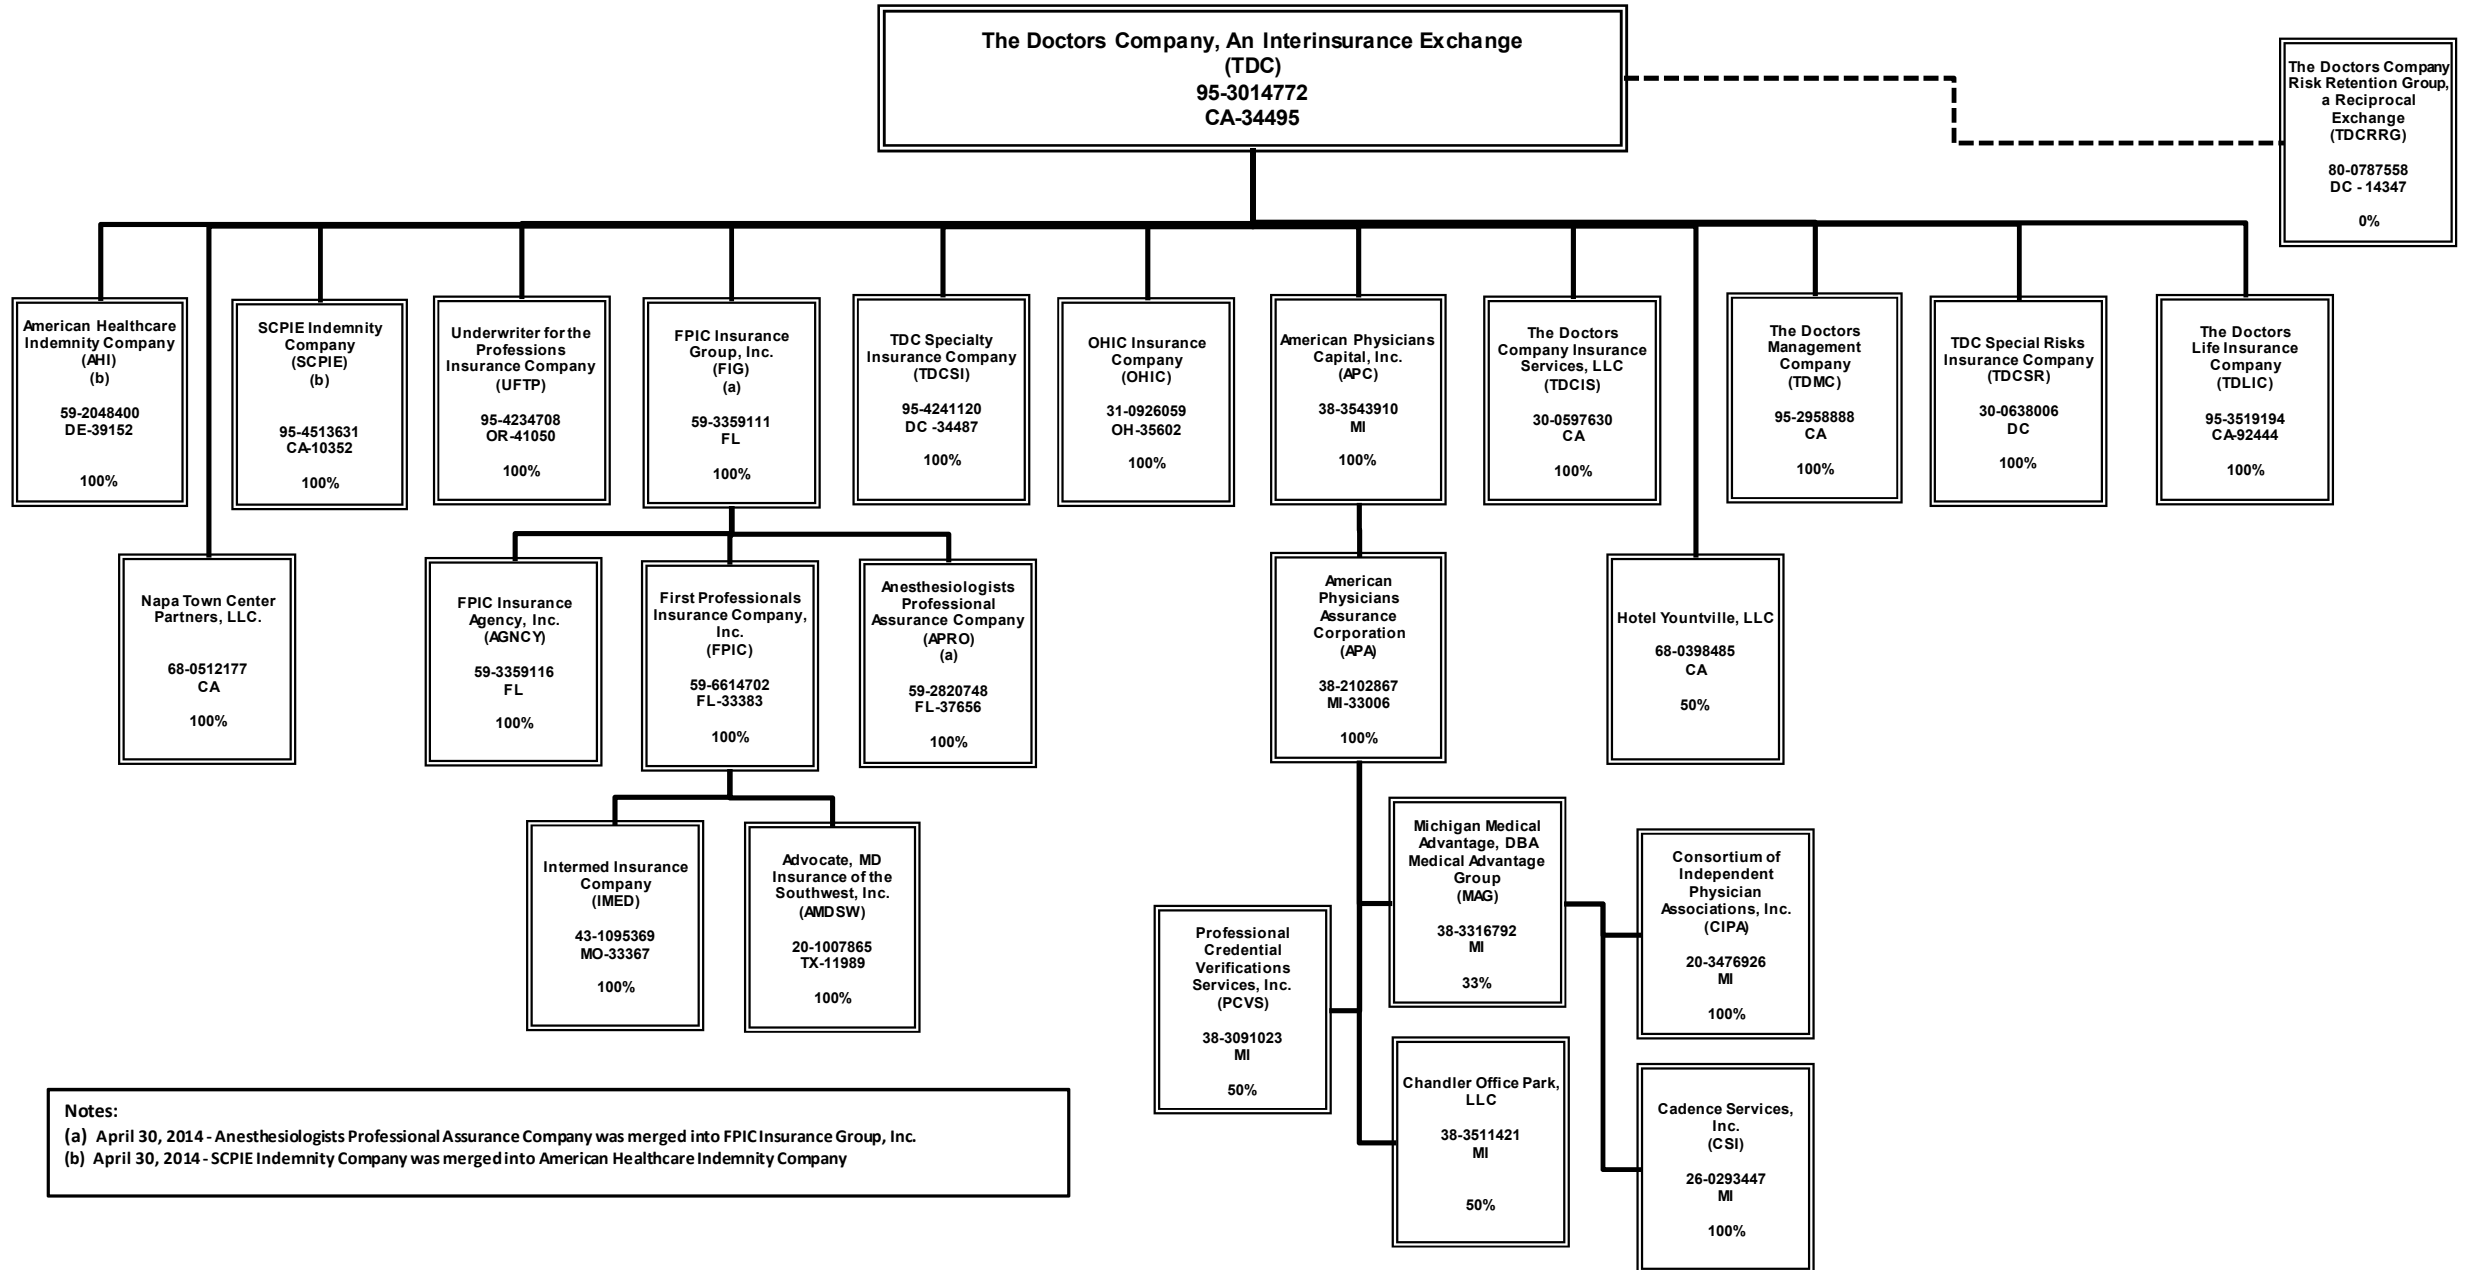 The Doctors Company, An Interinsurance Exchange
(TDC)
95-3014772
CA-34495
The Doctors Company
Risk Retention Group,
a Reciprocal
Exchange
(TDCRRG)
80-0787558
DC - 14347
0%
American Healthcare
Indemnity Company
(AHI)
(b)
59-2048400
DE-39152
100%
SCPIE Indemnity
Company
(SCPIE)
(b)
95-4513631
CA-10352
100%
Underwriter for the
Professions
Insurance Company
(UFTP)
95-4234708
OR-41050
100%
FPIC Insurance
Group, Inc.
(FIG)
(a)
59-3359111
FL
100%
TDC Specialty
Insurance Company
(TDCSI)
95-4241120
DC -34487
100%
OHIC Insurance
Company
(OHIC)
31-0926059
OH-35602
100%
American Physicians
Capital, Inc.
(APC)
38-3543910
MI
100%
The Doctors
Company Insurance
Services, LLC
(TDCIS)
30-0597630
CA
100%
The Doctors
Management
Company
(TDMC)
95-2958888
CA
100%
TDC Special Risks
Insurance Company
(TDCSR)
30-0638006
DC
100%
The Doctors
Life Insurance
Company
(TDLIC)
95-3519194
CA-92444
100%
Napa Town Center
Partners, LLC.
68-0512177
CA
100%
FPIC Insurance
Agency, Inc.
(AGNCY)
59-3359116
FL
100%
First Professionals
Insurance Company,
Inc.
(FPIC)
59-6614702
FL-33383
100%
Anesthesiologists
Professional
Assurance Company
(APRO)
(a)
59-2820748
FL-37656
100%
American
Physicians
Assurance
Corporation
(APA)
38-2102867
MI-33006
100%
Hotel Yountville, LLC
68-0398485
CA
50%
Intermed Insurance
Company
(IMED)
43-1095369
MO-33367
100%
Advocate, MD
Insurance of the
Southwest, Inc.
(AMDSW)
20-1007865
TX-11989
100%
Professional
Credential
Verifications
Services, Inc.
(PCVS)
38-3091023
MI
50%
Michigan Medical
Advantage, DBA
Medical Advantage
Group
(MAG)
38-3316792
MI
33%
Consortium of
Independent
Physician
Associations, Inc.
(CIPA)
20-3476926
MI
100%
Chandler Office Park,
LLC
38-3511421
MI
50%
Cadence Services,
Inc.
(CSI)
26-0293447
MI
100%
Notes:
(a) April 30, 2014 - Anesthesiologists Professional Assurance Company was merged into FPIC Insurance Group, Inc.
(b) April 30, 2014 - SCPIE Indemnity Company was merged into American Healthcare Indemnity Company